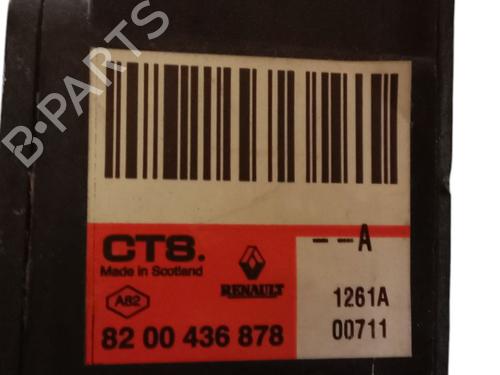 B-PARTS
CT8.
Made in Scotland
A82
RENAULT
82 00 436 878
-- A
1261A
00711